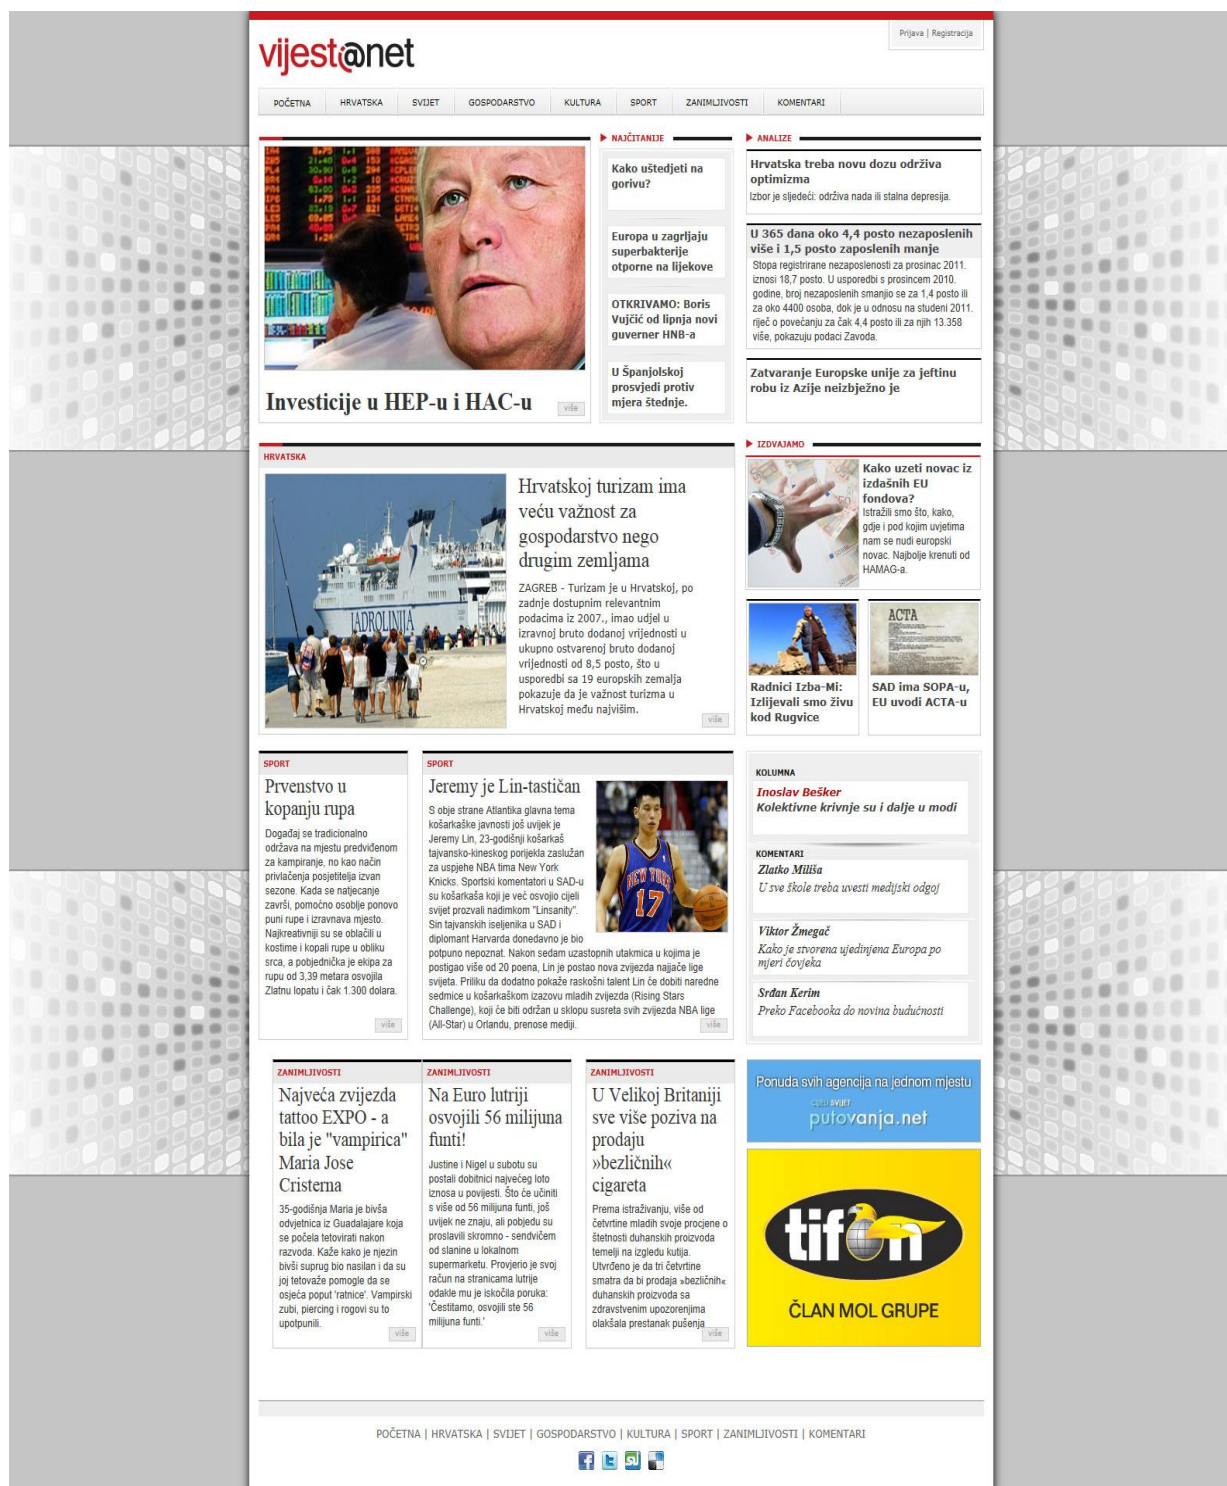 Prijava | Registracija
vijest@net
POČETNA HRVATSKA SVIJET GOSPODARSTVO KULTURA SPORT ZANIMLJIVOSTI KOMENTARI
Investicije u HEP-u i HAC-u
više
NAJČITANIJE
Kako uštedjeti na
gorivu?
Europa u zagrljaju
superbakterije
otporne na lijekove
OTKRIVAMO: Boris
Vujčić od lipnja novi
guverner HNB-a
U Španjolskoj
prosvjedi protiv
mjera štednje.
ANALIZE
Hrvatska treba novu dozu održiva
optimizma
Izbor je sljedeći: održiva nada ili stalna depresija.
U 365 dana oko 4,4 posto nezaposlenih
više i 1,5 posto zaposlenih manje
Stopa registrirane nezaposlenosti za prosinac 2011.
iznosi 18,7 posto. U usporedbi s prosincem 2010.
godine, broj nezaposlenih smanjio se za 1,4 posto ili
za oko 4400 osoba, dok je u odnosu na studeni 2011.
riječ o povećanju za čak 4,4 posto ili za njih 13.358
više, pokazuju podaci Zavoda.
Zatvaranje Europske unije za jeftinu
robu iz Azije neizbježno je
HRVATSKA
JADROLINIJA
Hrvatskoj turizam ima
veću važnost za
gospodarstvo nego
drugim zemljama
ZAGREB - Turizam je u Hrvatskoj, po
zadnje dostupnim relevantnim
podacima iz 2007., imao udjel u
izravnoj bruto dodanoj vrijednosti u
ukupno ostvarenoj bruto dodanoj
vrijednosti od 8,5 posto, što u
usporedbi sa 19 europskih zemalja
pokazuje da je važnost turizma u
Hrvatskoj među najvišim.
više
IZDVAJAMO
Kako uzeti novac iz
izdašnih EU
fondova?
Istražili smo što, kako,
gdje i pod kojim uvjetima
nam se nudi europski
novac. Najbolje krenuti od
HAMAG-a.
Radnici Izba-Mi:
Izlijevali smo živu
kod Rugvice
ACTA
SAD ima SOPA-u,
EU uvodi ACTA-u
SPORT
Prvenstvo u
kopanju rupa
Događaj se tradicionalno
održava na mjestu predviđenom
za kampiranje, no kao način
privlačenja posjetitelja izvan
sezone. Kada se natjecanje
završi, pomoćno osoblje ponovo
puni rupe i izravnava mjesto.
Najkreativniji su se oblačili u
kostime i kopali rupe u obliku
srca, a pobjednička je ekipa za
rupu od 3,39 metara osvojila
Zlatnu lopatu i čak 1.300 dolara.
više
SPORT
Jeremy je Lin-tastičan
S obje strane Atlantika glavna tema
košarkaške javnosti još uvijek je
Jeremy Lin, 23-godišnji košarkaš
tajvansko-kineskog porijekla zaslužan
za uspjehe NBA tima New York
Knicks. Sportski komentatori u SAD-u
su košarkaša koji je već osvojio cijeli
svijet prozvali nadimkom "Linsanity".
Sin tajvanskih iseljenika u SAD i
diplomant Harvarda donedavno je bio
potpuno nepoznat. Nakon sedam uzastopnih utakmica u kojima je
postigao više od 20 poena, Lin je postao nova zvijezda najjače lige
svijeta. Priliku da dodatno pokaže raskošni talent Lin će dobiti naredne
sedmice u košarkaškom izazovu mladih zvijezda (Rising Stars
Challenge), koji će biti održan u sklopu susreta svih zvijezda NBA lige
(All-Star) u Orlandu, prenose mediji.
više
NEW YORK
17
KOLUMNA
Inoslav Bešker
Kolektivne krivnje su i dalje u modi
KOMENTARI
Zlatko Miliša
U sve škole treba uvesti medijski odgoj
Viktor Žmegač
Kako je stvorena ujedinjena Europa po
mjeri čovjeka
Srđan Kerim
Preko Facebooka do novina budućnosti
ZANIMLJIVOSTI
Najveća zvijezda
tattoo EXPO - a
bila je "vampirica"
Maria Jose
Cristerna
35-godišnja Maria je bivša
odvjetnica iz Guadalajare koja
se počela tetovirati nakon
razvoda. Kaže kako je njezin
bivši suprug bio nasilan i da su
joj tetovaže pomogle da se
osjeća poput 'ratnice'. Vampirski
zubi, piercing i rogovi su to
upotpunili.
više
ZANIMLJIVOSTI
Na Euro lutriji
osvojili 56 milijuna
funti!
Justine i Nigel u subotu su
postali dobitnici najvećeg loto
iznosa u povijesti. Što će učiniti
s više od 56 milijuna funti, još
uvijek ne znaju, ali pobjedu su
proslavili skromno - sendvičem
od slanine u lokalnom
supermarketu. Provjerio je svoj
račun na stranicama lutrije
odakle mu je iskočila poruka:
'Čestitamo, osvojili ste 56
milijuna funti.'
više
ZANIMLJIVOSTI
U Velikoj Britaniji
sve više poziva na
prodaju
»bezličnih«
cigareta
Prema istraživanju, više od
četvrtine mladih svoje procjene o
štetnosti duhanskih proizvoda
temelji na izgledu kutija.
Utvrđeno je da tri četvrtine
smatra da bi prodaja »bezličnih«
duhanskih proizvoda sa
zdravstvenim upozorenjima
olakšala prestanak pušenja
više
Ponuda svih agencija na jednom mjestu
CIJELI SVIJET
putovanja.net
tifon
ČLAN MOL GRUPE
POČETNA | HRVATSKA | SVIJET | GOSPODARSTVO | KULTURA | SPORT | ZANIMLJIVOSTI | KOMENTARI